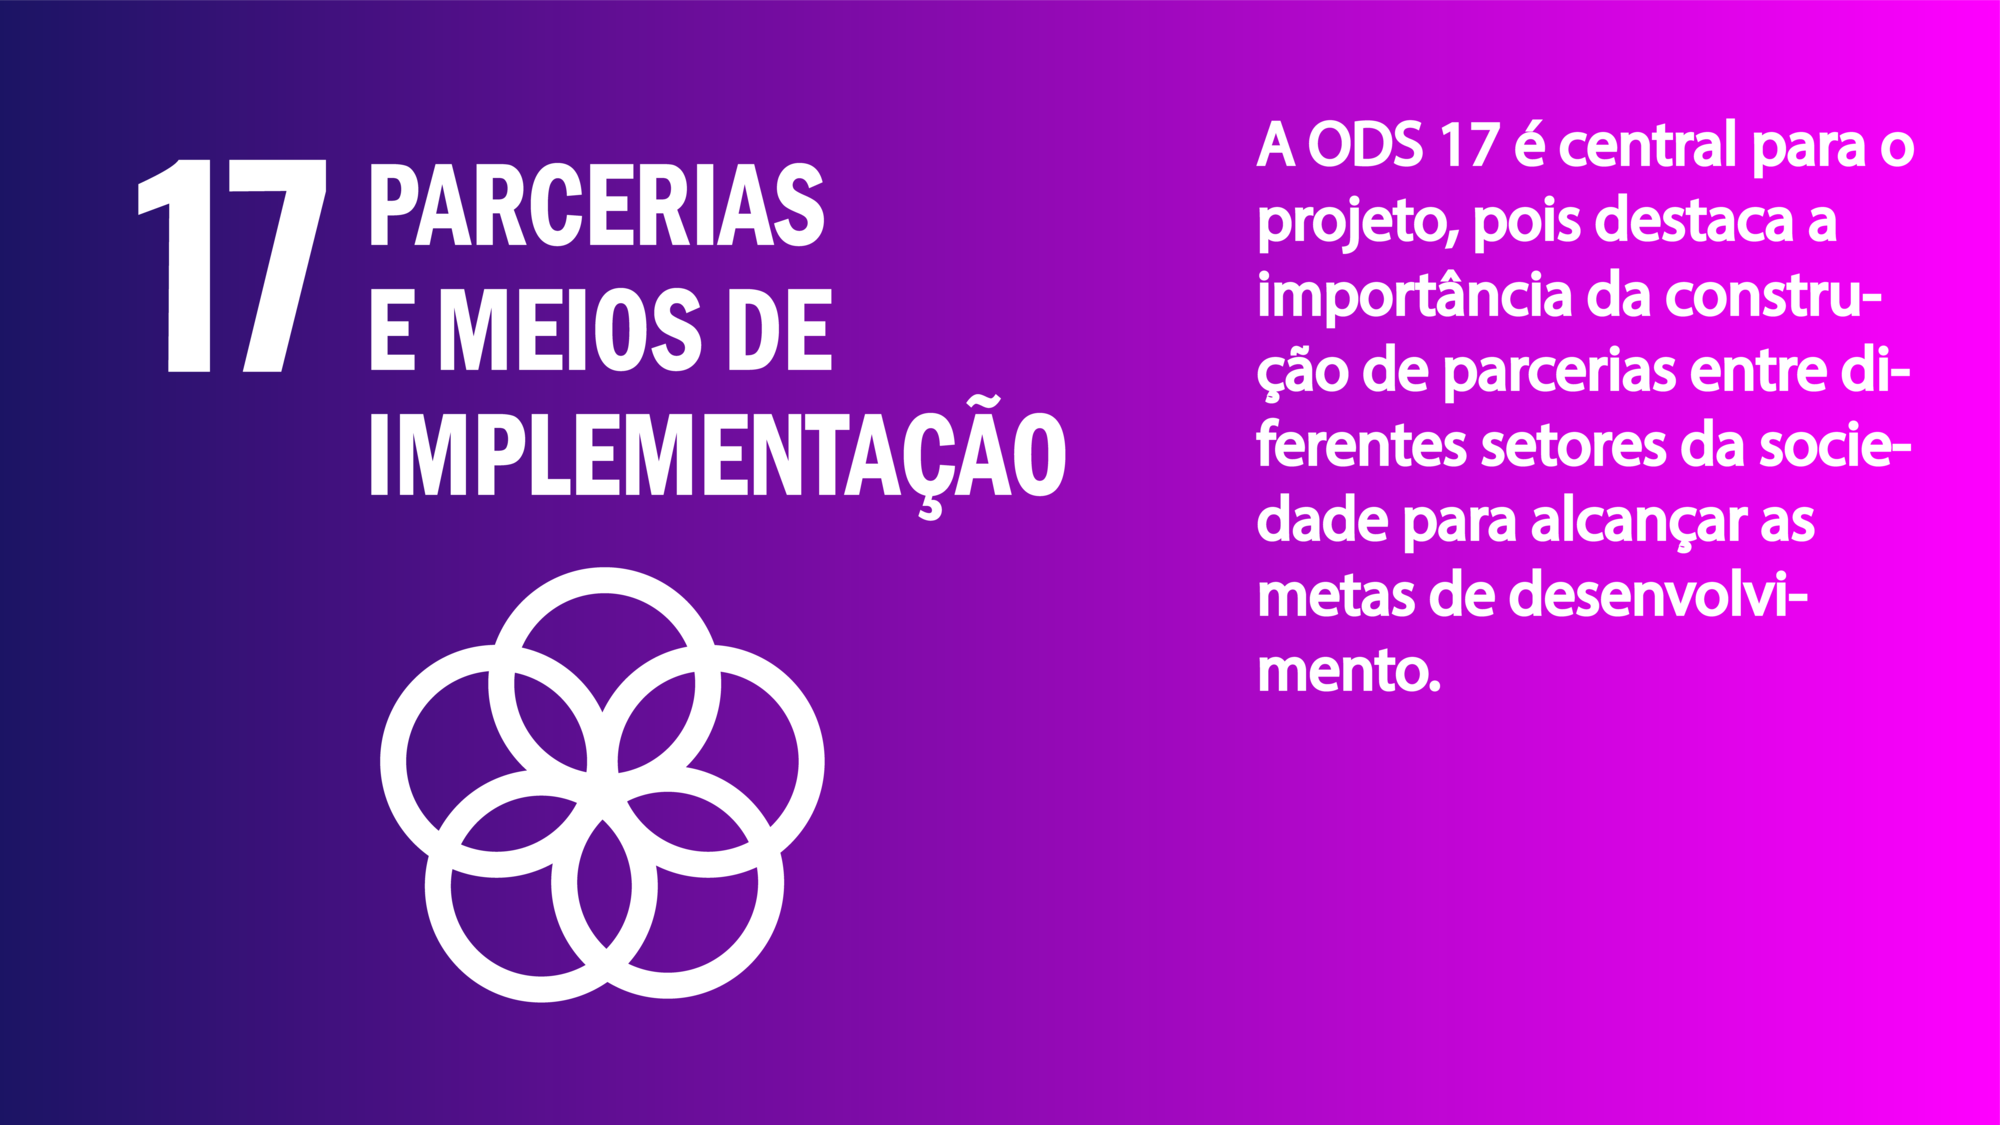 17
PARCERIAS
E MEIOS DE
IMPLEMENTAÇÃO
A ODS 17 é central para o
projeto, pois destaca a
importância da constru-
ção de parcerias entre di-
ferentes setores da socie-
dade para alcançar as
metas de desenvolvi-
mento.